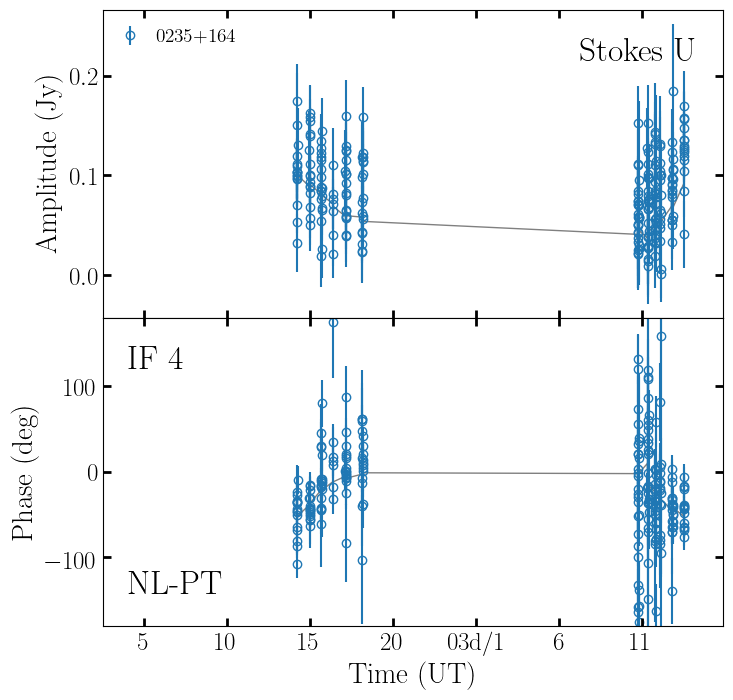 0235+164
Stokes U
Amplitude (Jy)
0.2
0.1
0.0
IF 4
NL-PT
Phase (deg)
100
0
−100
5 10 15 20 03d/1 6 11
Time (UT)